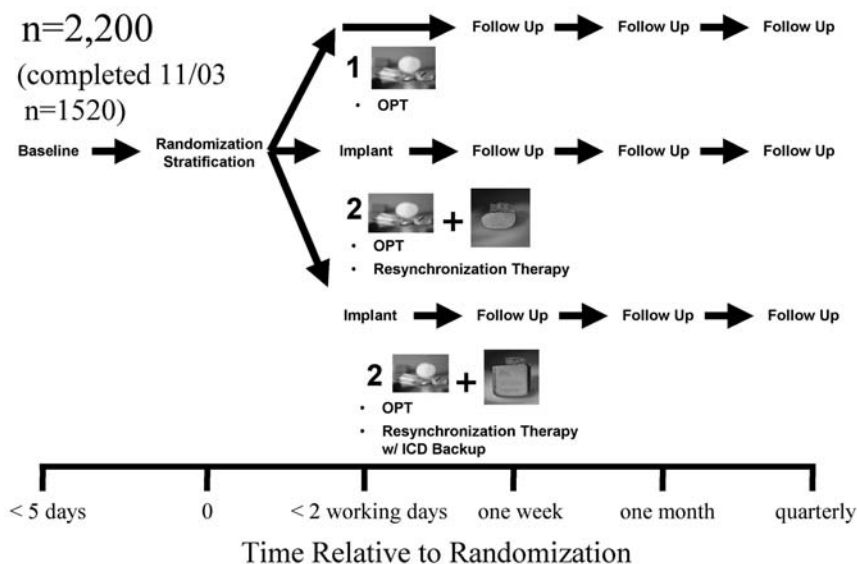 n=2,200
(completed 11/03
n=1520)
Follow Up Follow Up Follow Up
1
• OPT
Baseline Randomization Stratification Implant Follow Up Follow Up Follow Up
2 +
• OPT
• Resynchronization Therapy
Implant Follow Up Follow Up Follow Up
2 +
• OPT
• Resynchronization Therapy
w/ ICD Backup
< 5 days 0 < 2 working days one week one month quarterly
Time Relative to Randomization